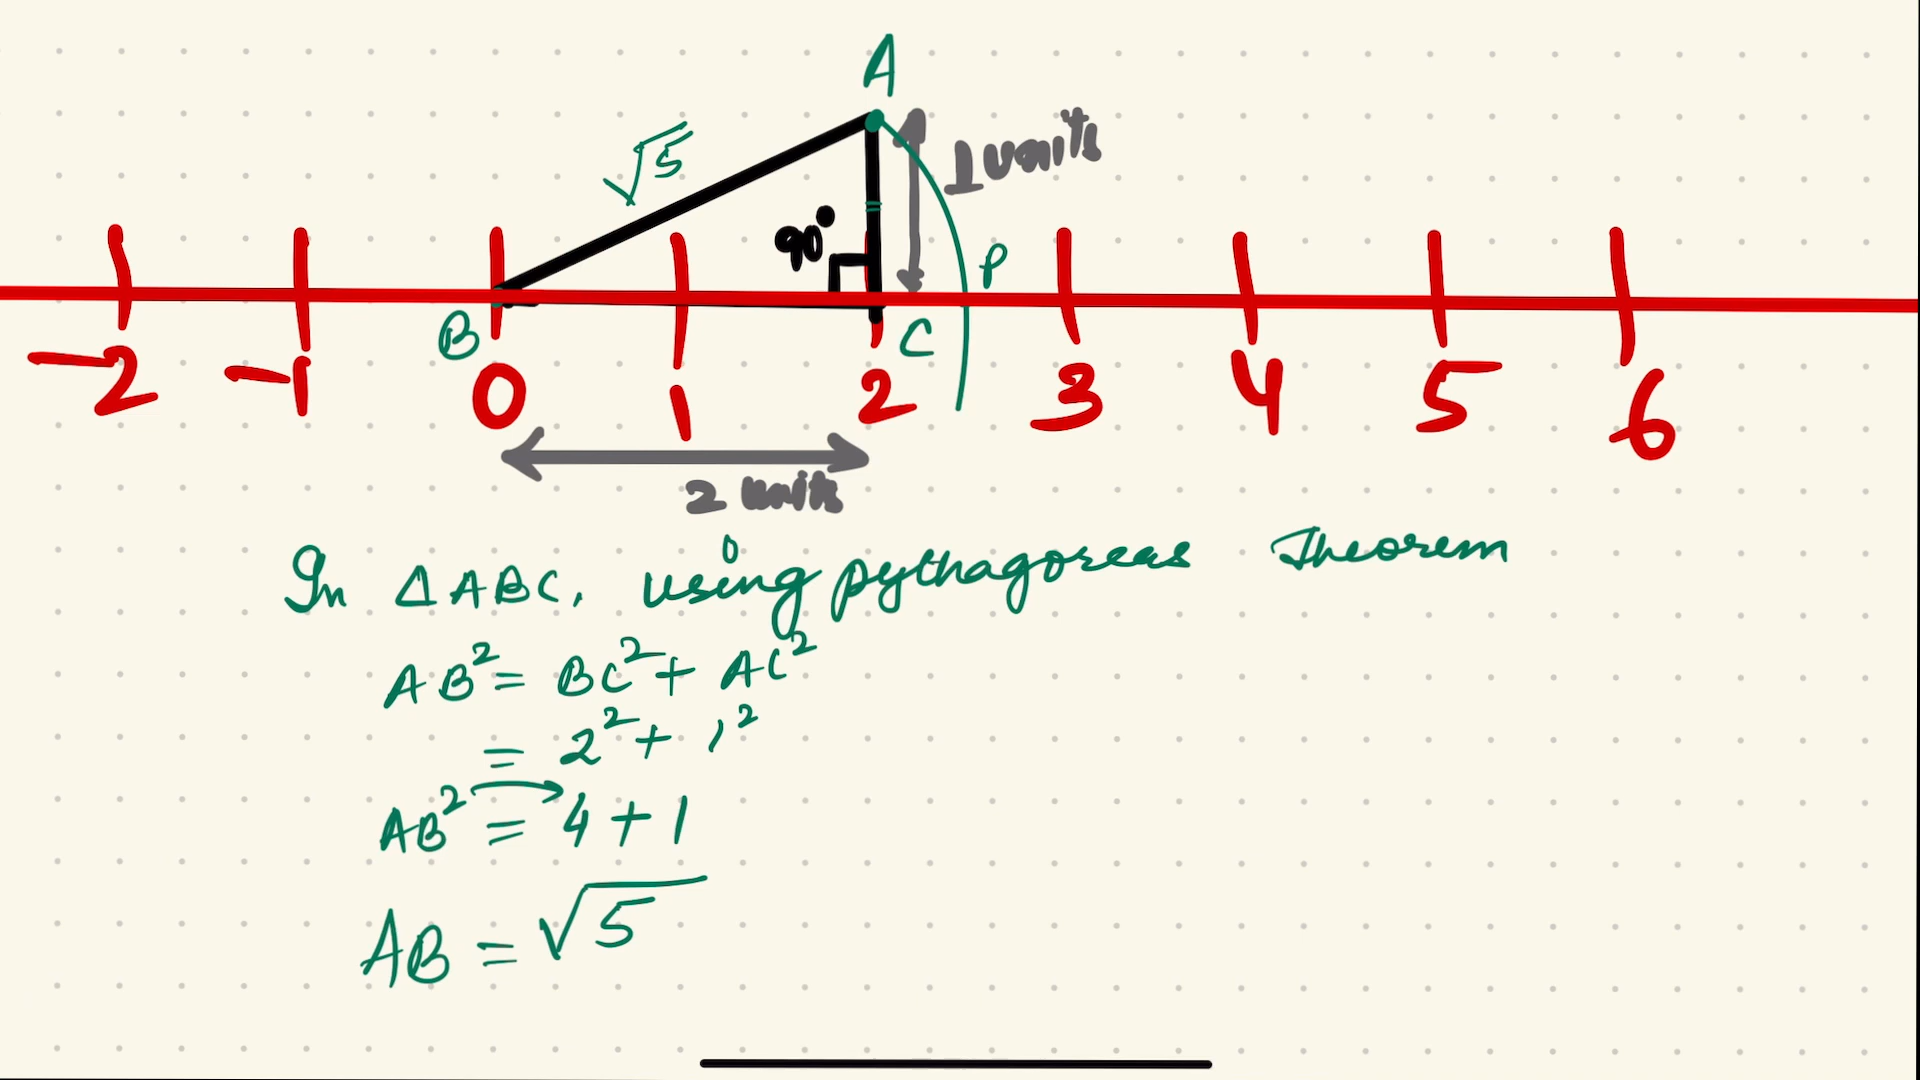 A
√5
1 units
90°
P
B
C
-2 -1 0 1 2 3 4 5 6
2 units
In △ABC, using pythagoreas Theorem
AB² = BC² + AC²
= 2² + 1²
AB² = 4 + 1
AB = √5